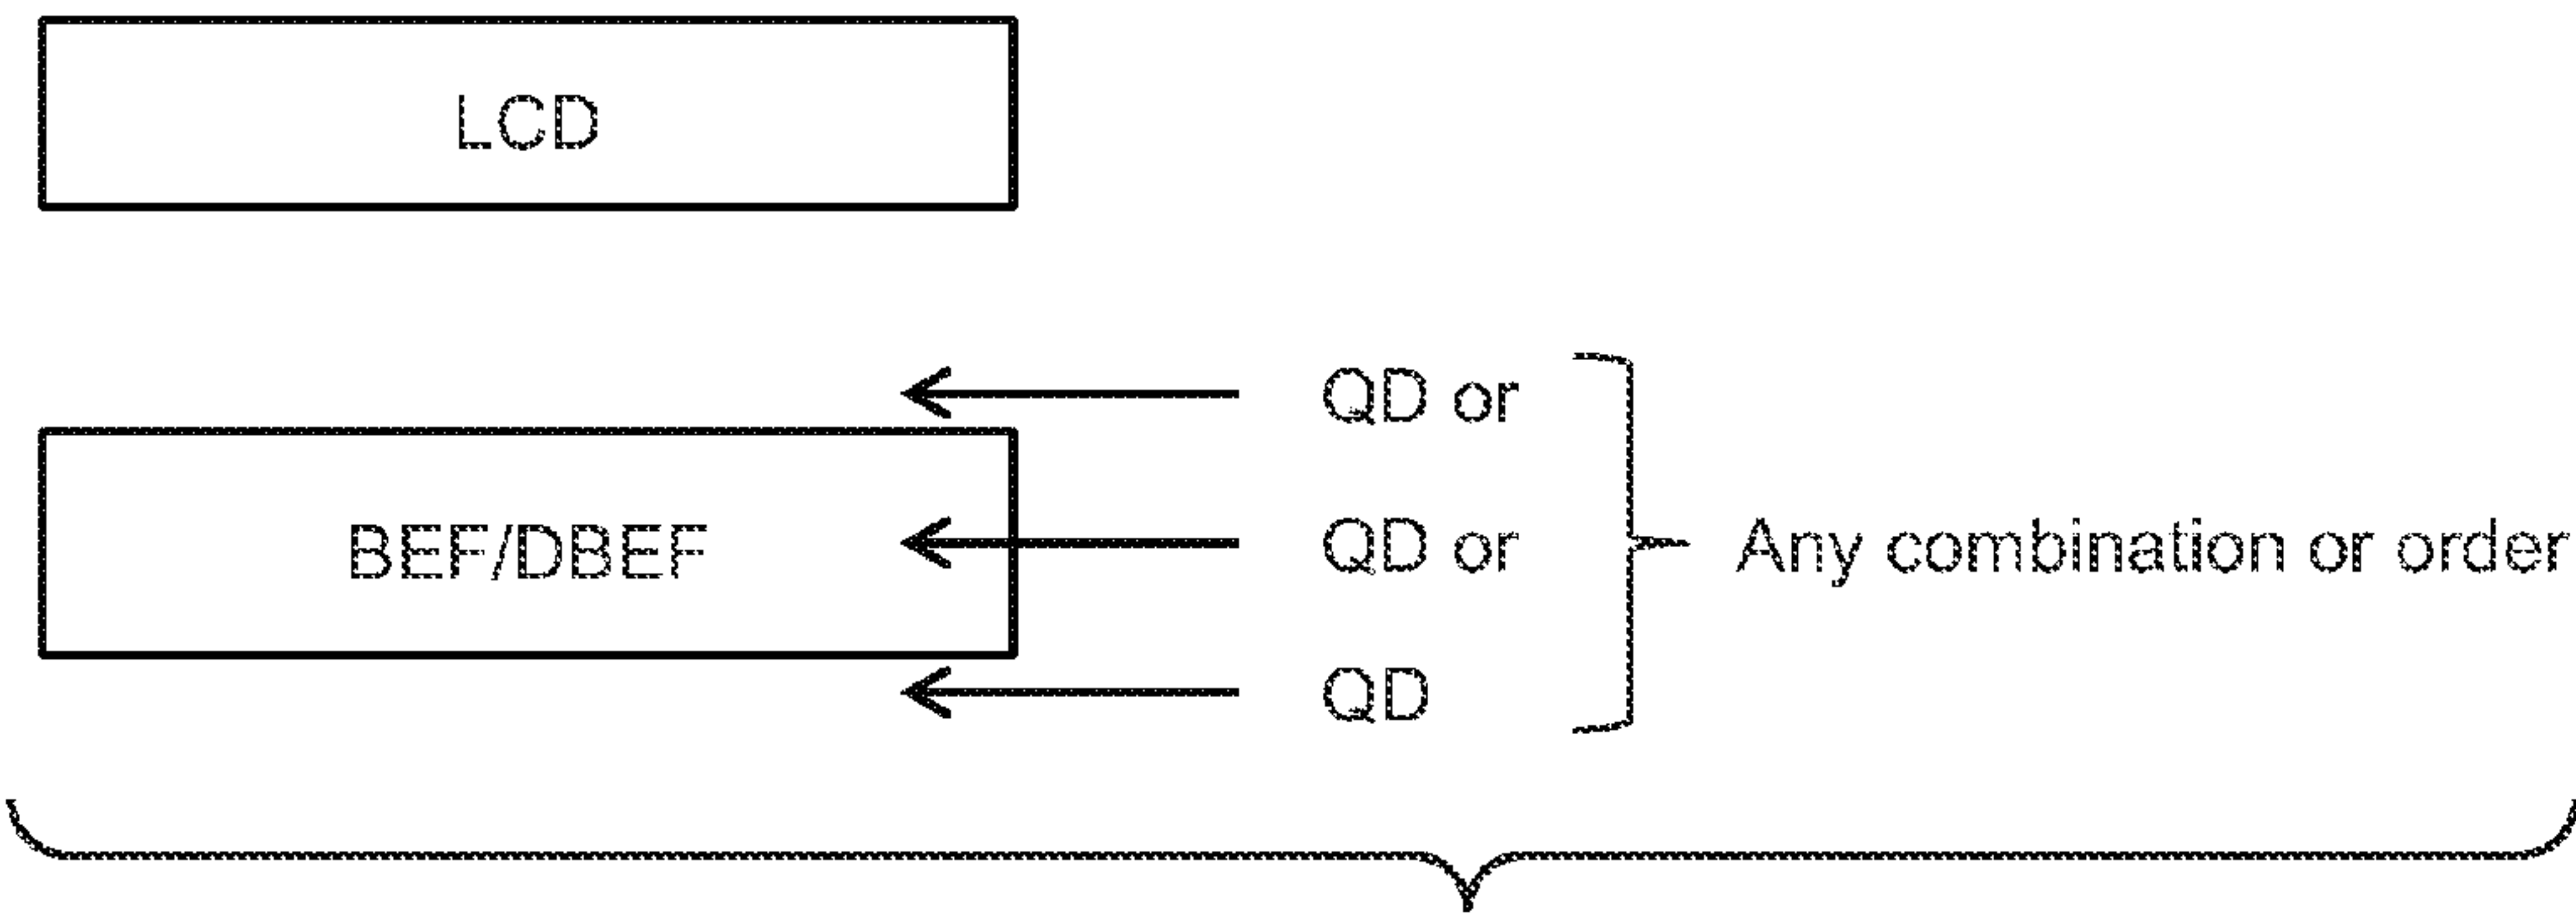 LCD
QD or
BEF/DBEF
QD or
Any combination or order
QD